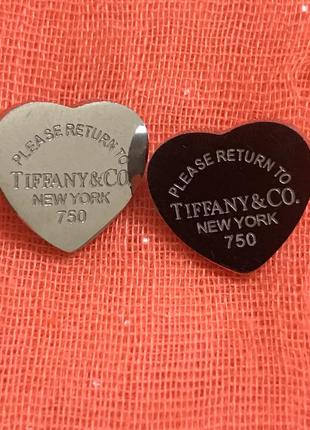 PLEASE RETURN TO
TIFFANY&CO.
NEW YORK
750
PLEASE RETURN TO
TIFFANY&CO.
NEW YORK
750